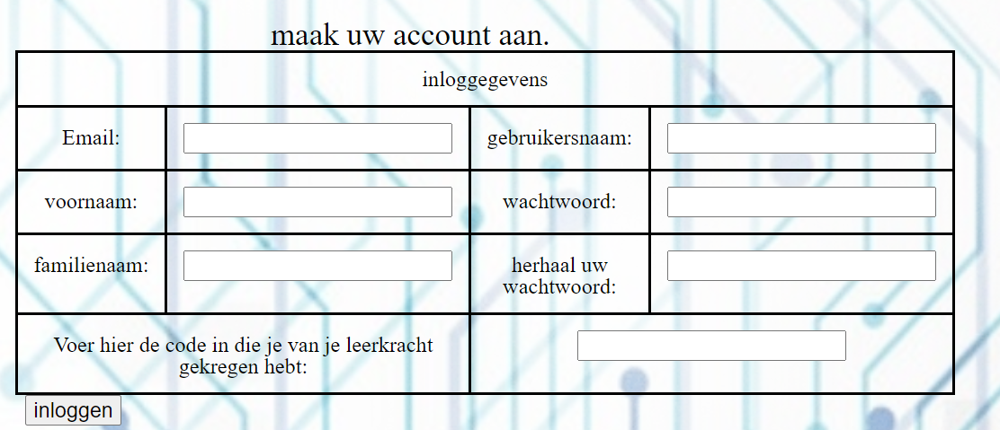 maak uw account aan.
inloggegevens
Email:
gebruikersnaam:
voornaam:
wachtwoord:
familienaam:
herhaal uw
wachtwoord:
Voer hier de code in die je van je leerkracht
gekregen hebt:
inloggen